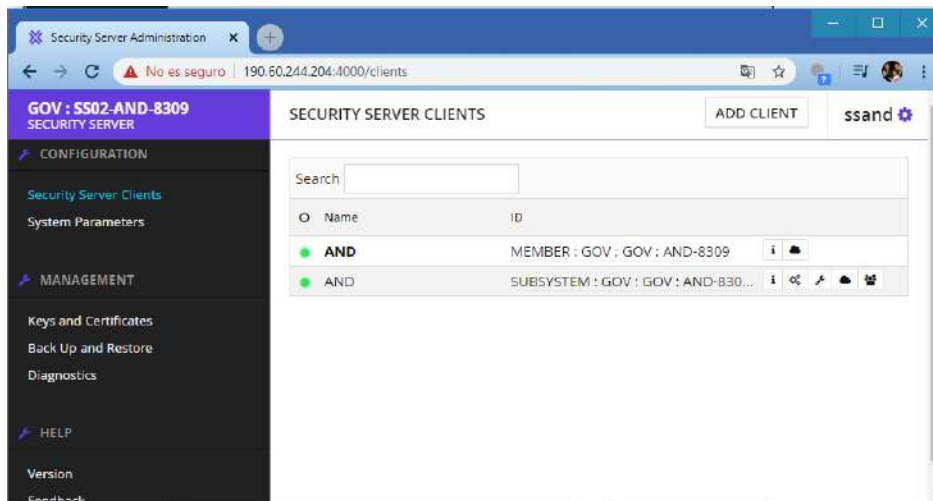 Security Server Administration
No es seguro 190.60.244.204:4000/clients
GOV : SS02-AND-8309
SECURITY SERVER
SECURITY SERVER CLIENTS
ADD CLIENT
ssand
CONFIGURATION
Security Server Clients
System Parameters
MANAGEMENT
Keys and Certificates
Back Up and Restore
Diagnostics
HELP
Version
Feedback
Search
Name ID
AND MEMBER : GOV : GOV : AND-8309
AND SUBSYSTEM : GOV : GOV : AND-830...